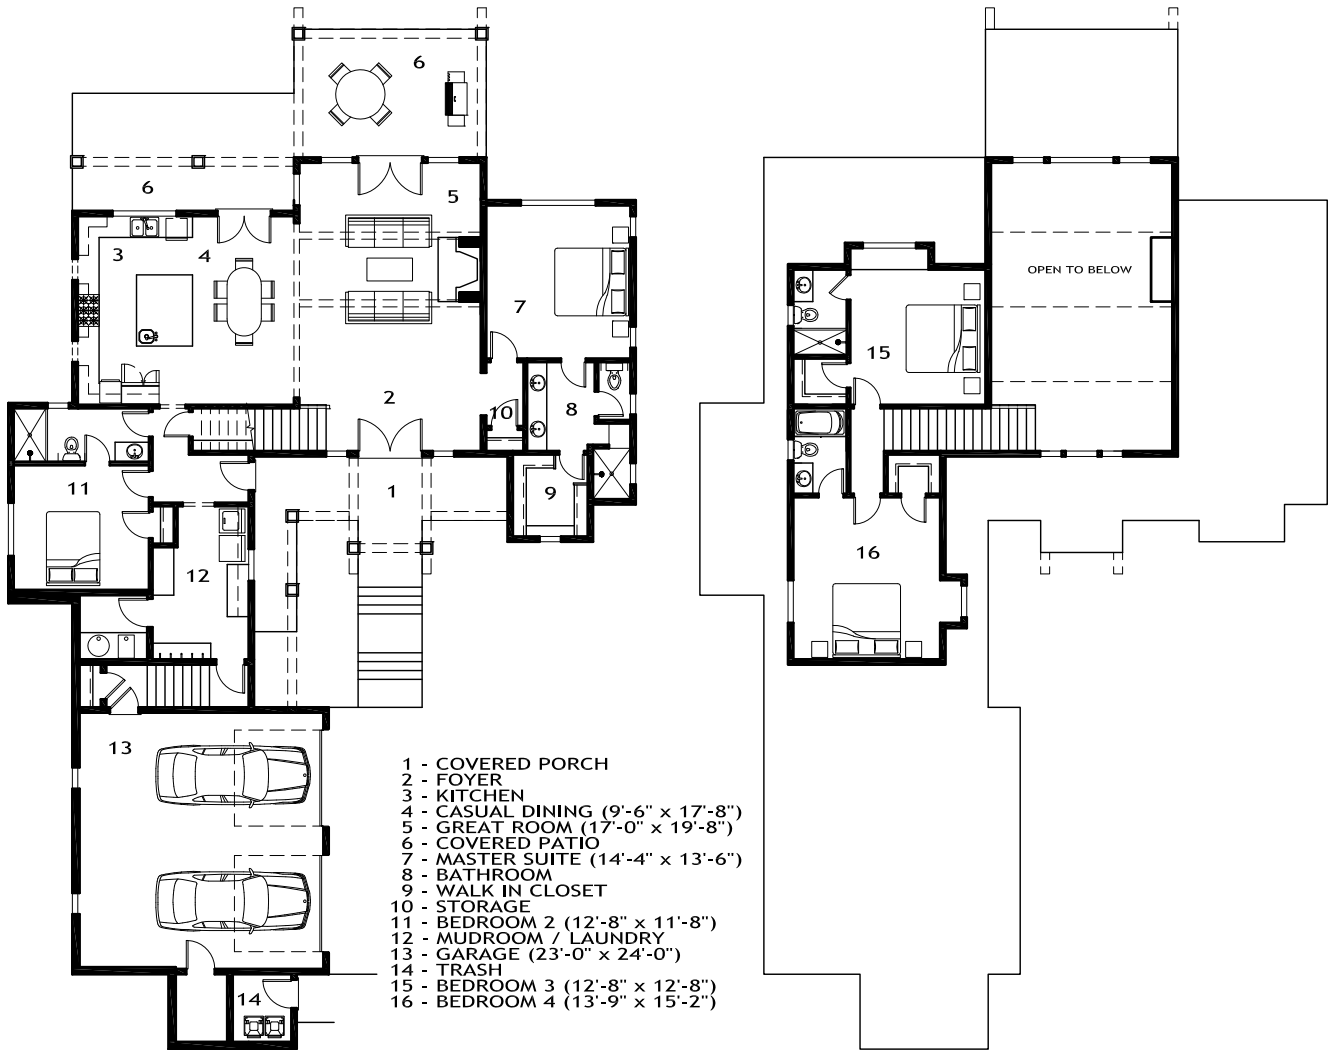 6
6
5
3
4
7
2
10
8
11
1
9
12
13
14
OPEN TO BELOW
15
16
1 - COVERED PORCH
2 - FOYER
3 - KITCHEN
4 - CASUAL DINING (9'-6" x 17'-8")
5 - GREAT ROOM (17'-0" x 19'-8")
6 - COVERED PATIO
7 - MASTER SUITE (14'-4" x 13'-6")
8 - BATHROOM
9 - WALK IN CLOSET
10 - STORAGE
11 - BEDROOM 2 (12'-8" x 11'-8")
12 - MUDROOM / LAUNDRY
13 - GARAGE (23'-0" x 24'-0")
14 - TRASH
15 - BEDROOM 3 (12'-8" x 12'-8")
16 - BEDROOM 4 (13'-9" x 15'-2")